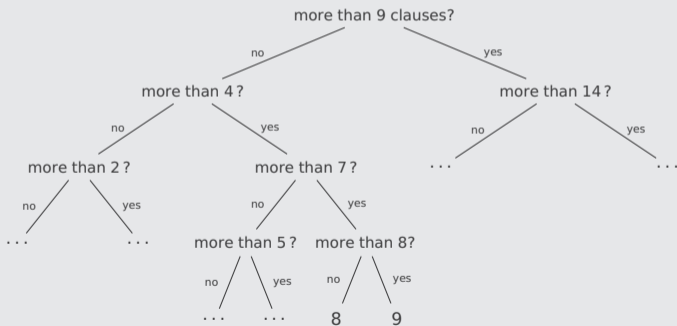 more than 9 clauses?
no
yes
more than 4?
more than 14?
no
yes
no
yes
more than 2?
more than 7?
...
...
no
yes
no
yes
...
...
more than 5?
more than 8?
no
yes
no
yes
...
...
8
9